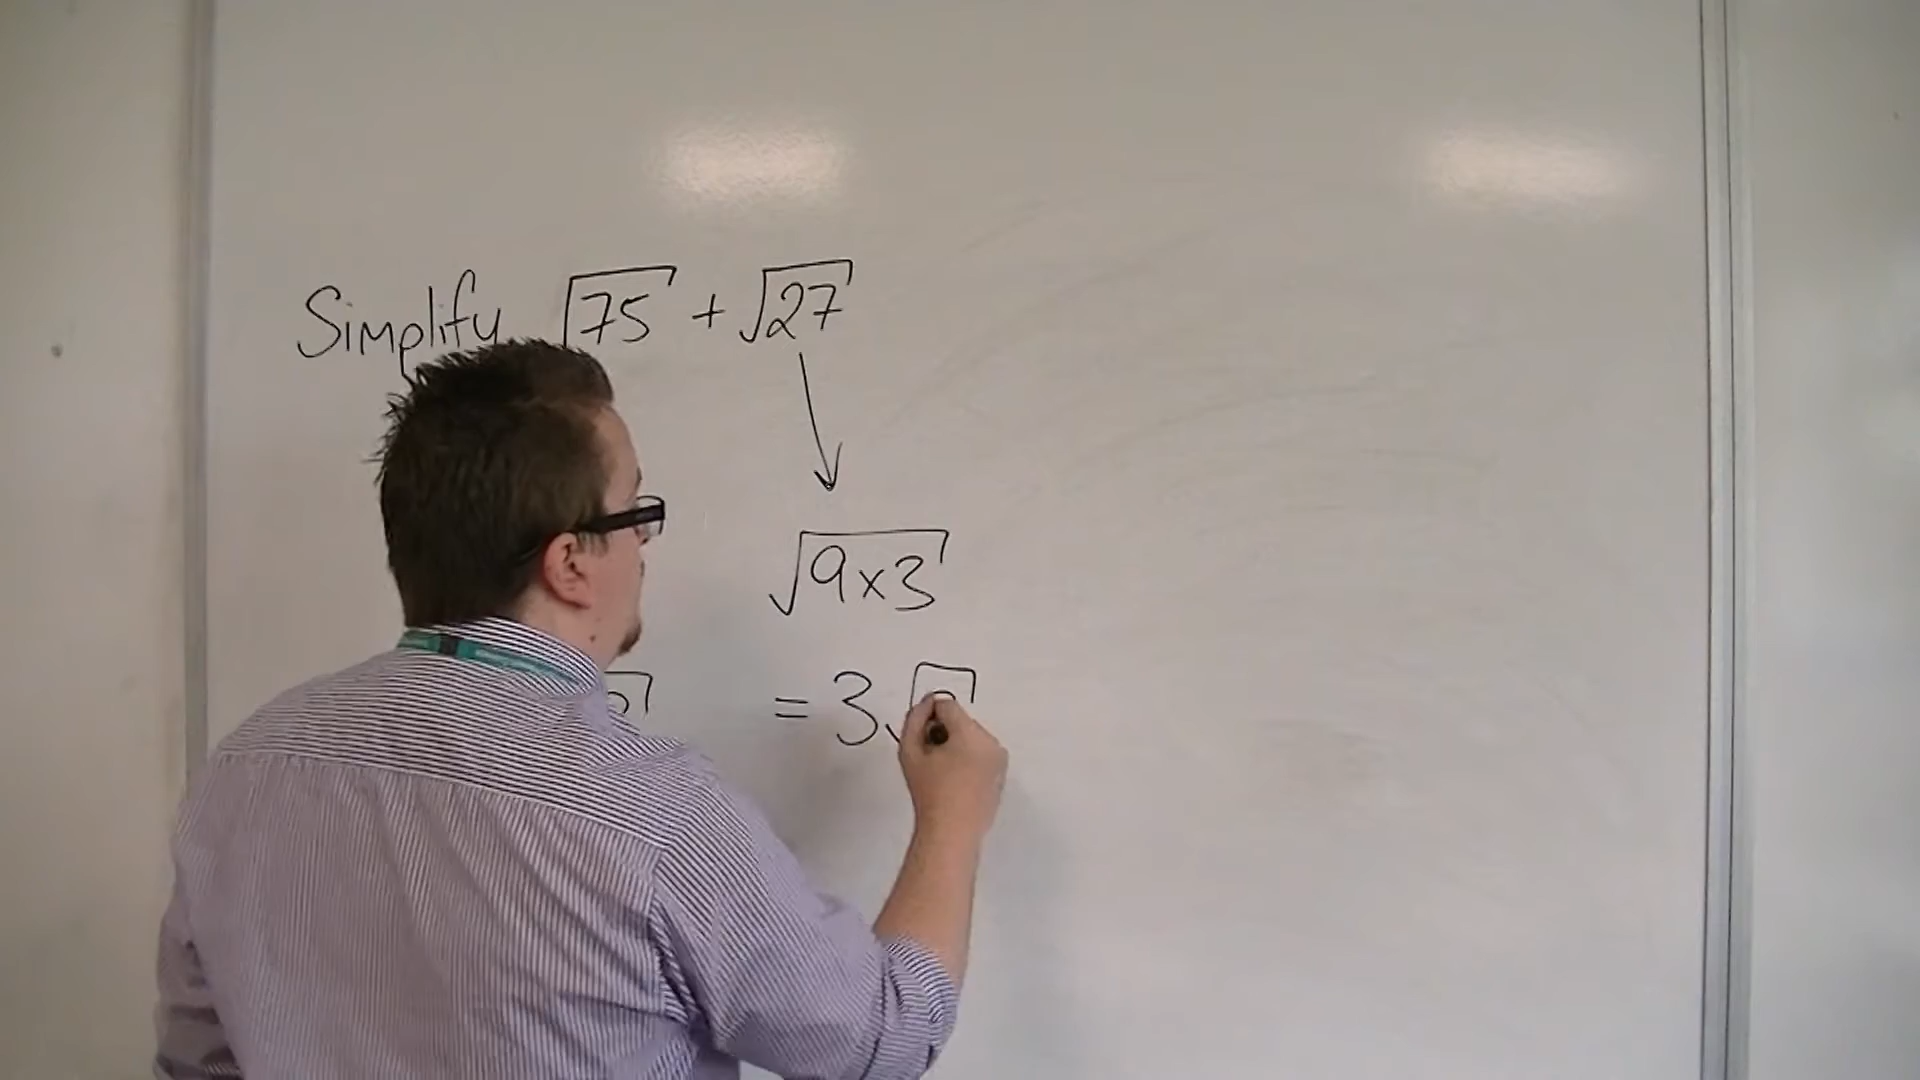 Simplify √75 + √27
√9×3
= 3√